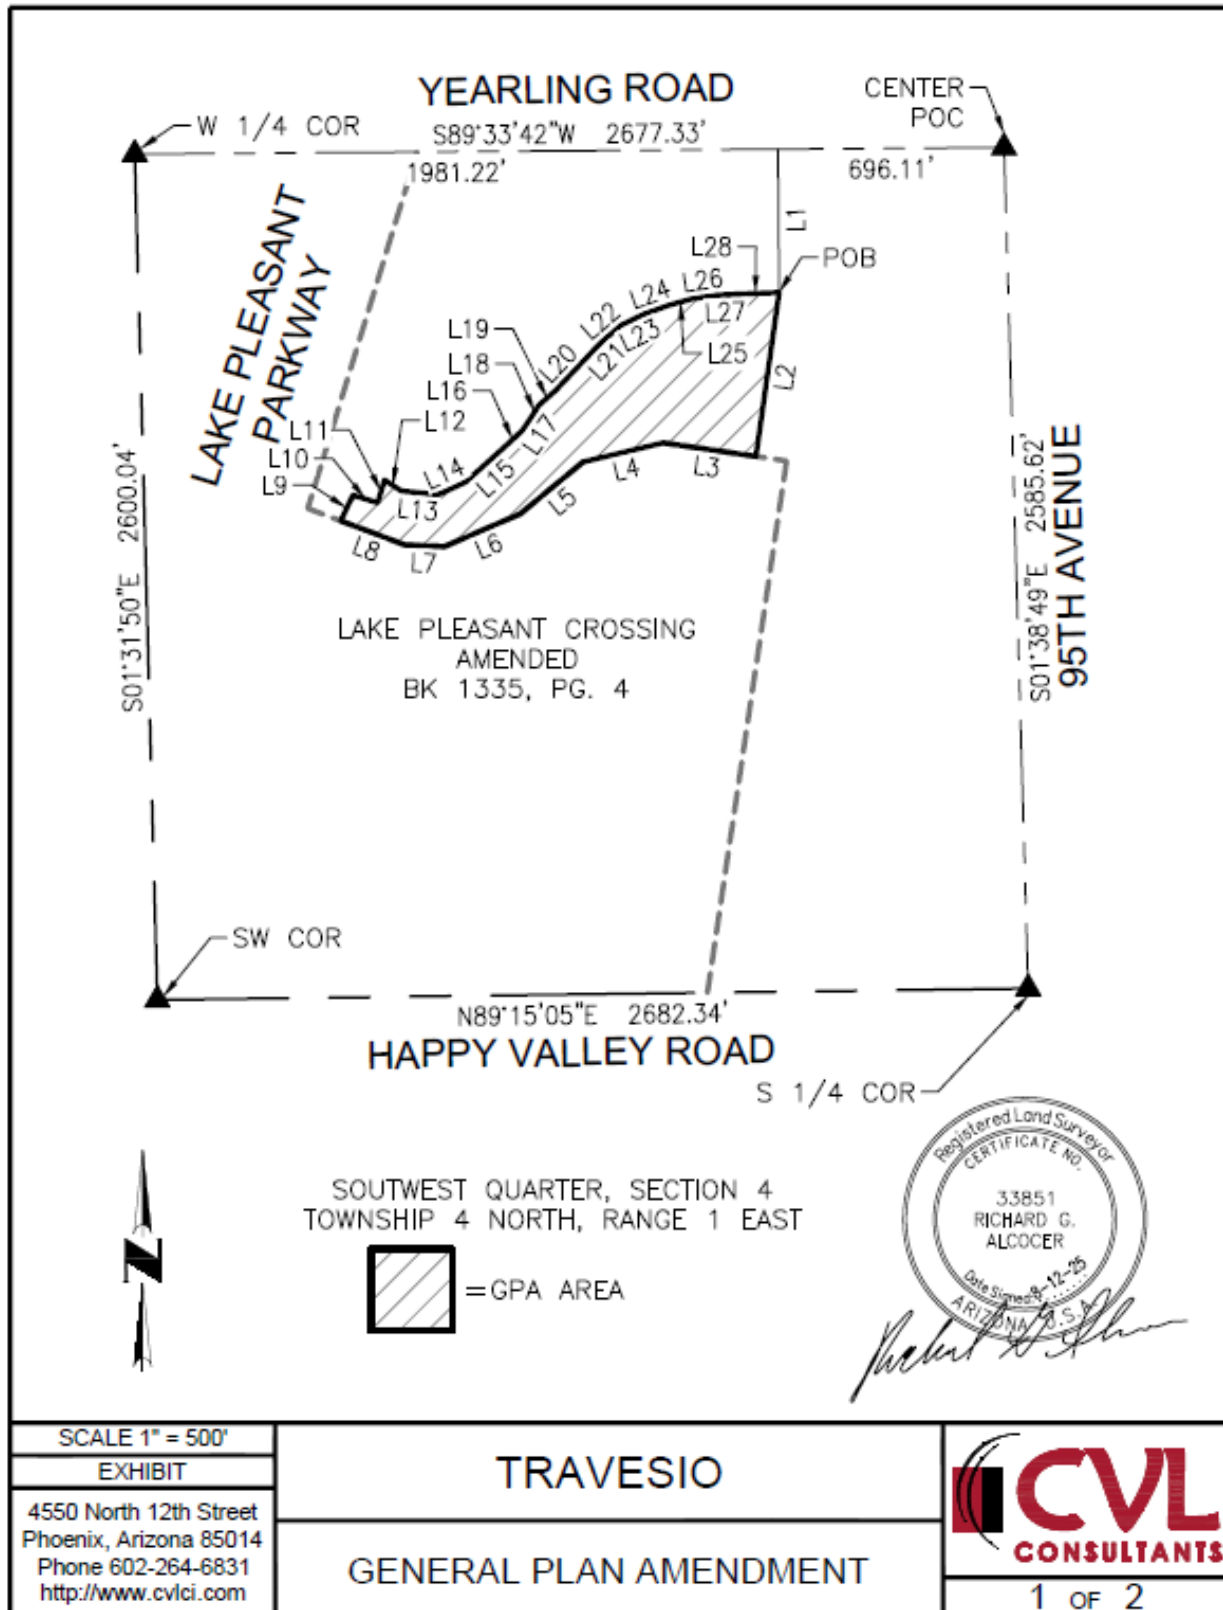 YEARLING ROAD
CENTER
POC
W 1/4 COR
S89°33'42"W 2677.33'
1981.22'
696.11'
L1
LAKE PLEASANT
PARKWAY
L28
POB
L26
L24
L27
L22
L23
L19
L21
L25
L20
L18
L2
L16
L17
L12
L11
L10
L14
L15
L4
L3
L9
L13
L5
L8
L7
L6
S01°31'50"E 2600.04'
S01°38'49"E 2585.62'
95TH AVENUE
LAKE PLEASANT CROSSING
AMENDED
BK 1335, PG. 4
SW COR
N89°15'05"E 2682.34'
HAPPY VALLEY ROAD
S 1/4 COR
SOUTWEST QUARTER, SECTION 4
TOWNSHIP 4 NORTH, RANGE 1 EAST
=GPA AREA
N
Registered Land Surveyor
CERTIFICATE NO.
33851
RICHARD G.
ALCOCER
Date Signed 8-12-25
ARIZONA U.S.A.
SCALE 1" = 500'
EXHIBIT
4550 North 12th Street
Phoenix, Arizona 85014
Phone 602-264-6831
http://www.cvlci.com
TRAVESIO
GENERAL PLAN AMENDMENT
CVL
CONSULTANTS
1 OF 2